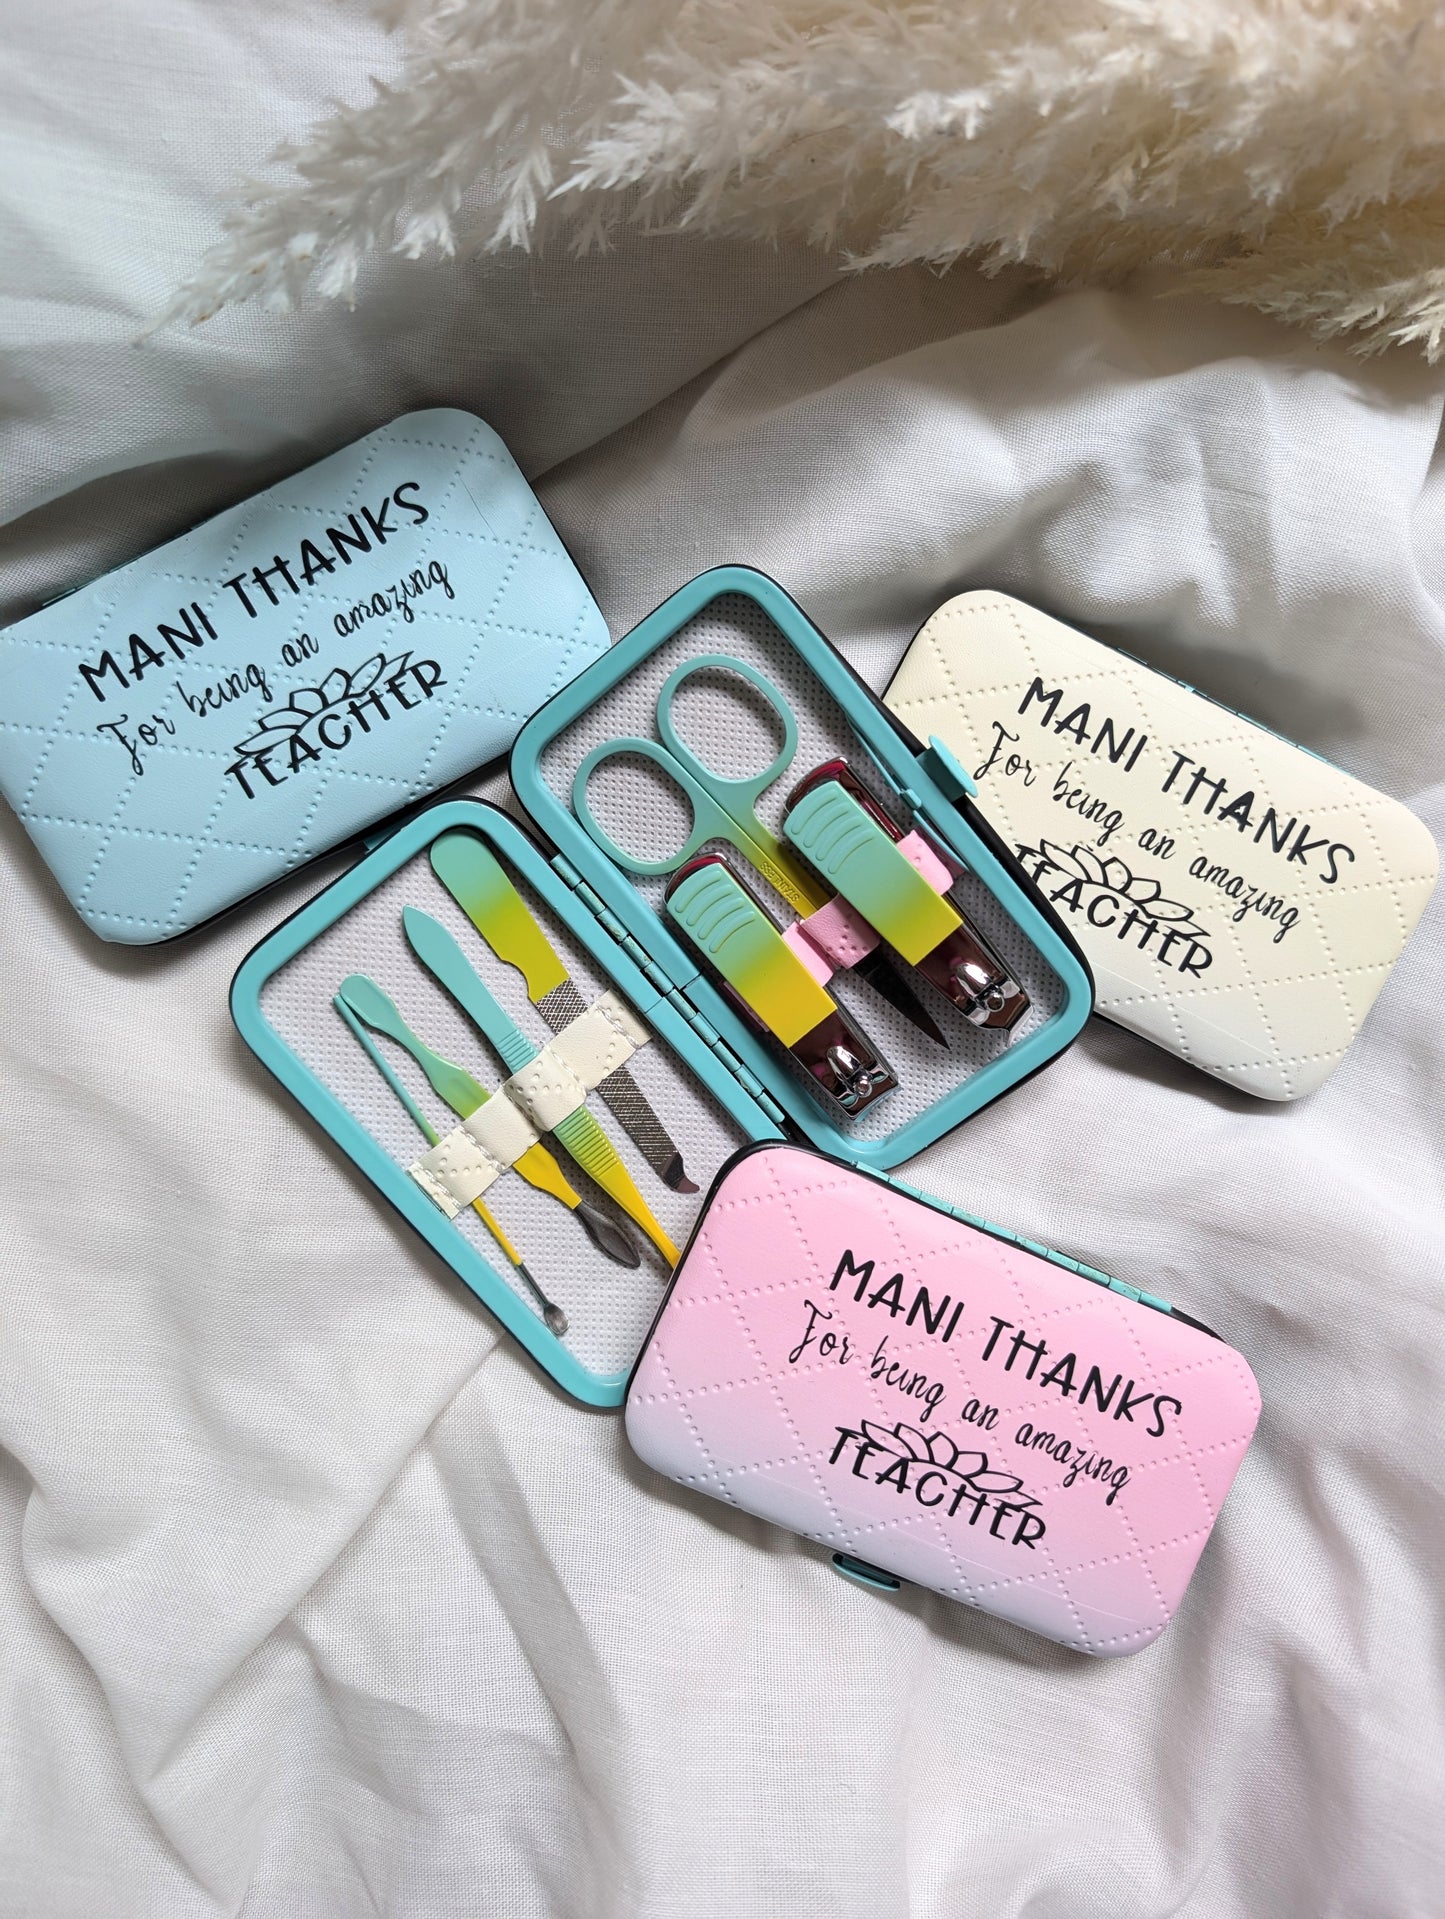 MANI THANKS
For being an amazing
TEACHER
STAINLESS
MANI THANKS
For being an amazing
TEACHER
MANI THANKS
For being an amazing
TEACHER